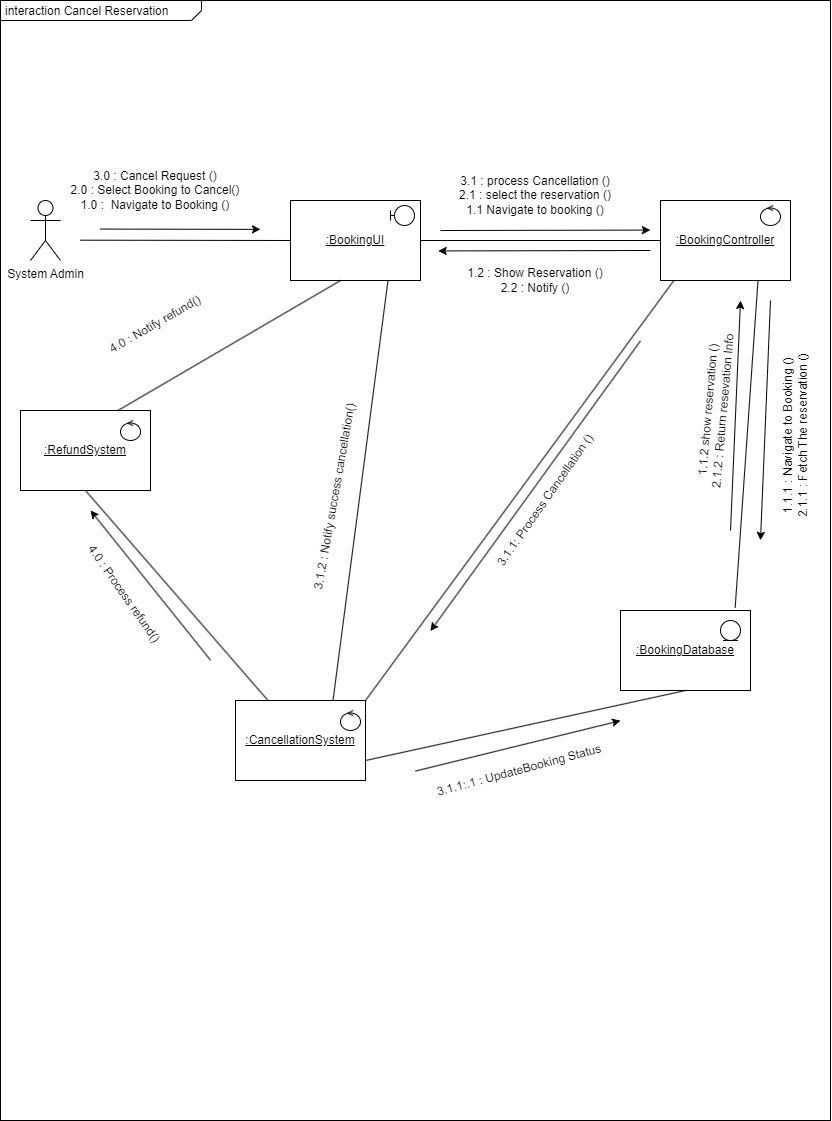 interaction Cancel Reservation
3.0 : Cancel Request ()
2.0 : Select Booking to Cancel()
1.0 : Navigate to Booking ()
3.1 : process Cancellation ()
2.1 : select the reservation ()
1.1 Navigate to booking ()
System Admin
:BookingUI
:BookingController
1.2 : Show Reservation ()
2.2 : Notify ()
4.0 : Notify refund()
1.1.2 show reservation ()
2.1.2 : Return resevation Info
1.1.1 : Navigate to Booking ()
2.1.1 : FetchThe reservation ()
:RefundSystem
3.1.2 : Notify success cancellation()
3.1.1: Process Cancellation ()
4.0 : Process refund()
:BookingDatabase
:CancellationSystem
3.1.1:.1 : UpdateBooking Status